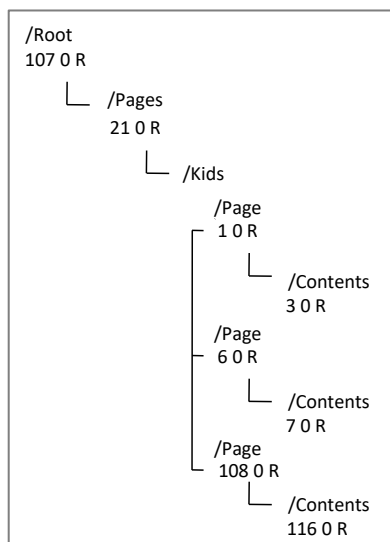 /Root
107 0 R
/Pages
21 0 R
/Kids
/Page
1 0 R
/Contents
3 0 R
/Page
6 0 R
/Contents
7 0 R
/Page
108 0 R
/Contents
116 0 R